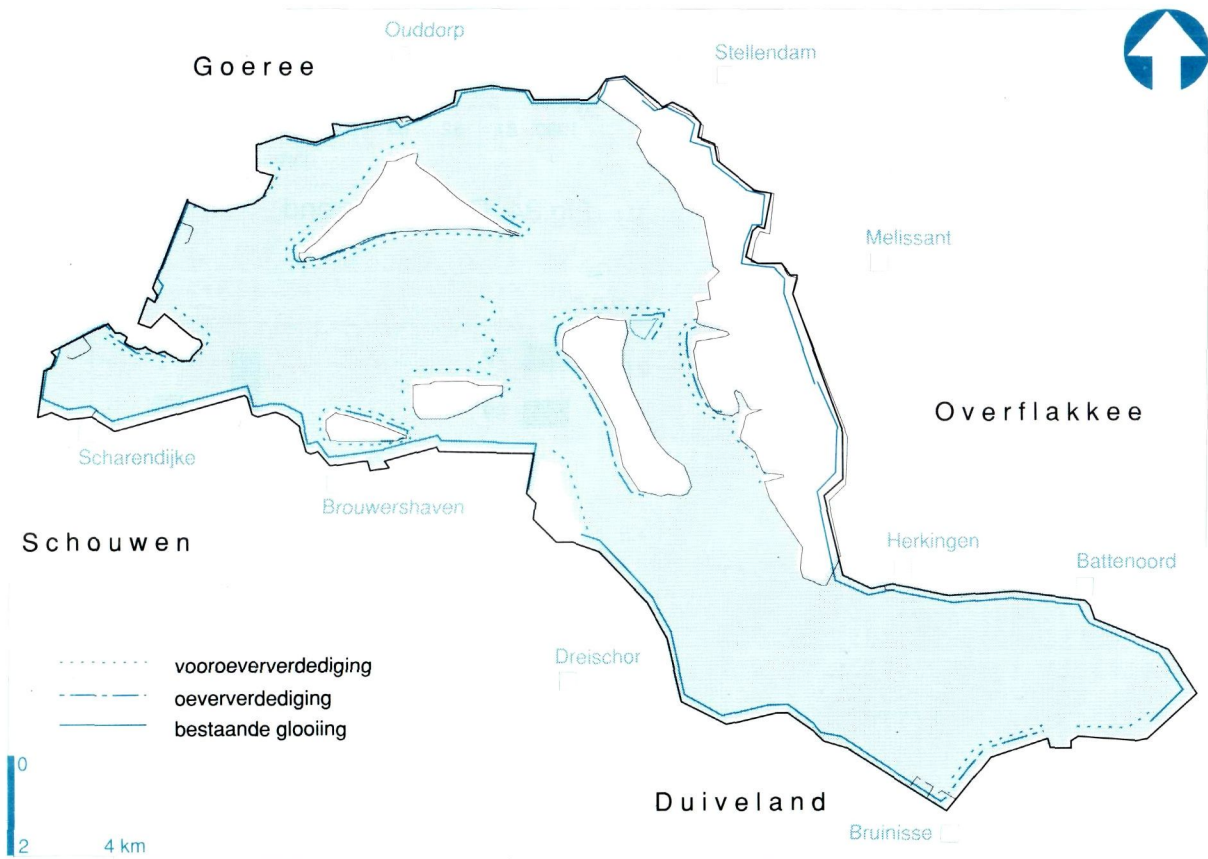 Ouddorp
Goeree
Stellendam
Melissant
Overflakkee
Scharendijke
Brouwershaven
Schouwen
Herkingen
Battenoord
Dreischor
vooroeververdediging
oeververdediging
bestaande glooiing
0
2 4 km
Duiveland
Bruinisse